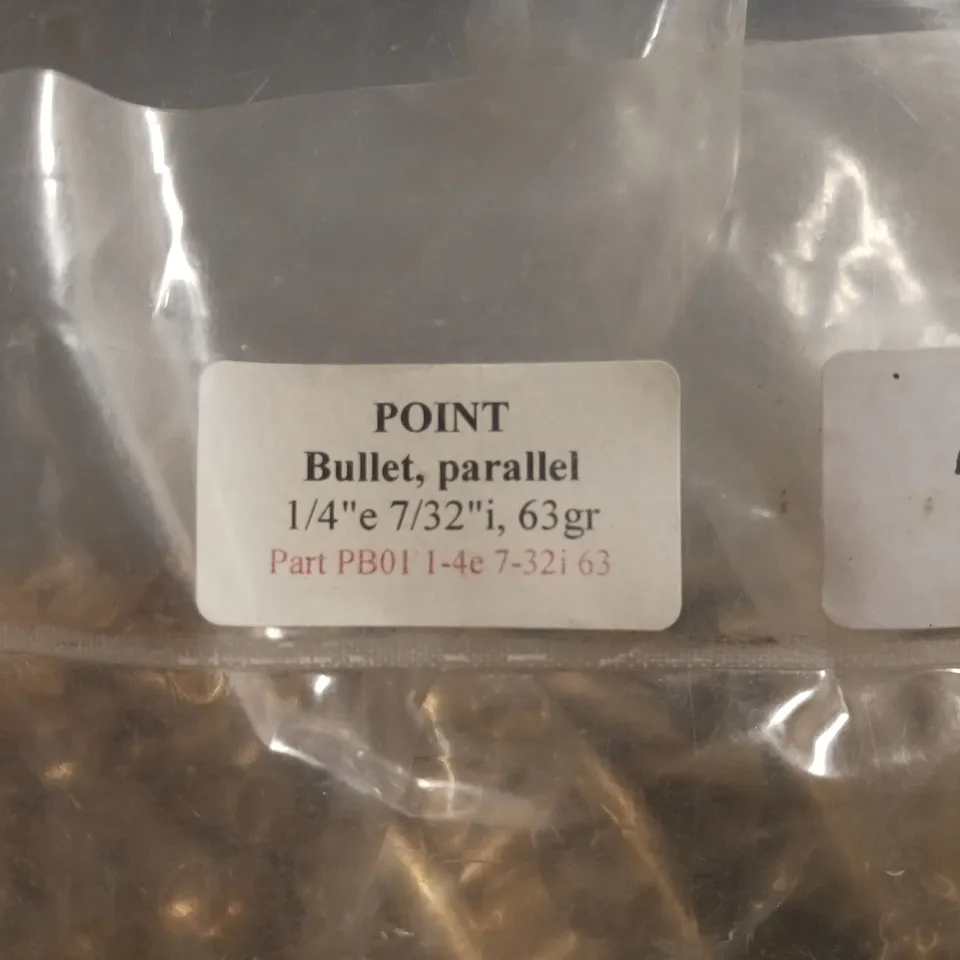 POINT
Bullet, parallel
1/4"e 7/32"i, 63gr
Part PB01 1-4e 7-32i 63